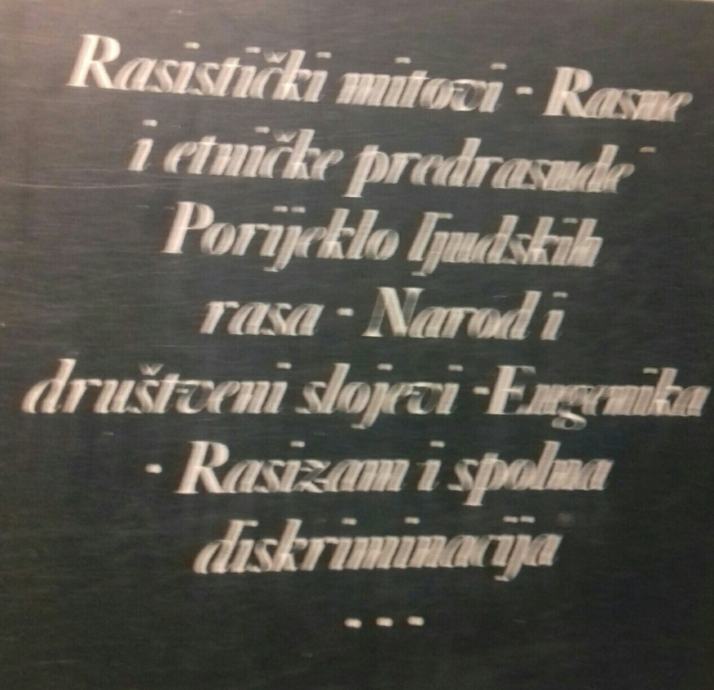 Rasistički mitovi - Rasne
i etničke predrasude -
Porijeklo ljudskih
rasa - Narod i
društveni slojevi - Eugenika
- Rasizam i spolna
diskriminacija
- - -